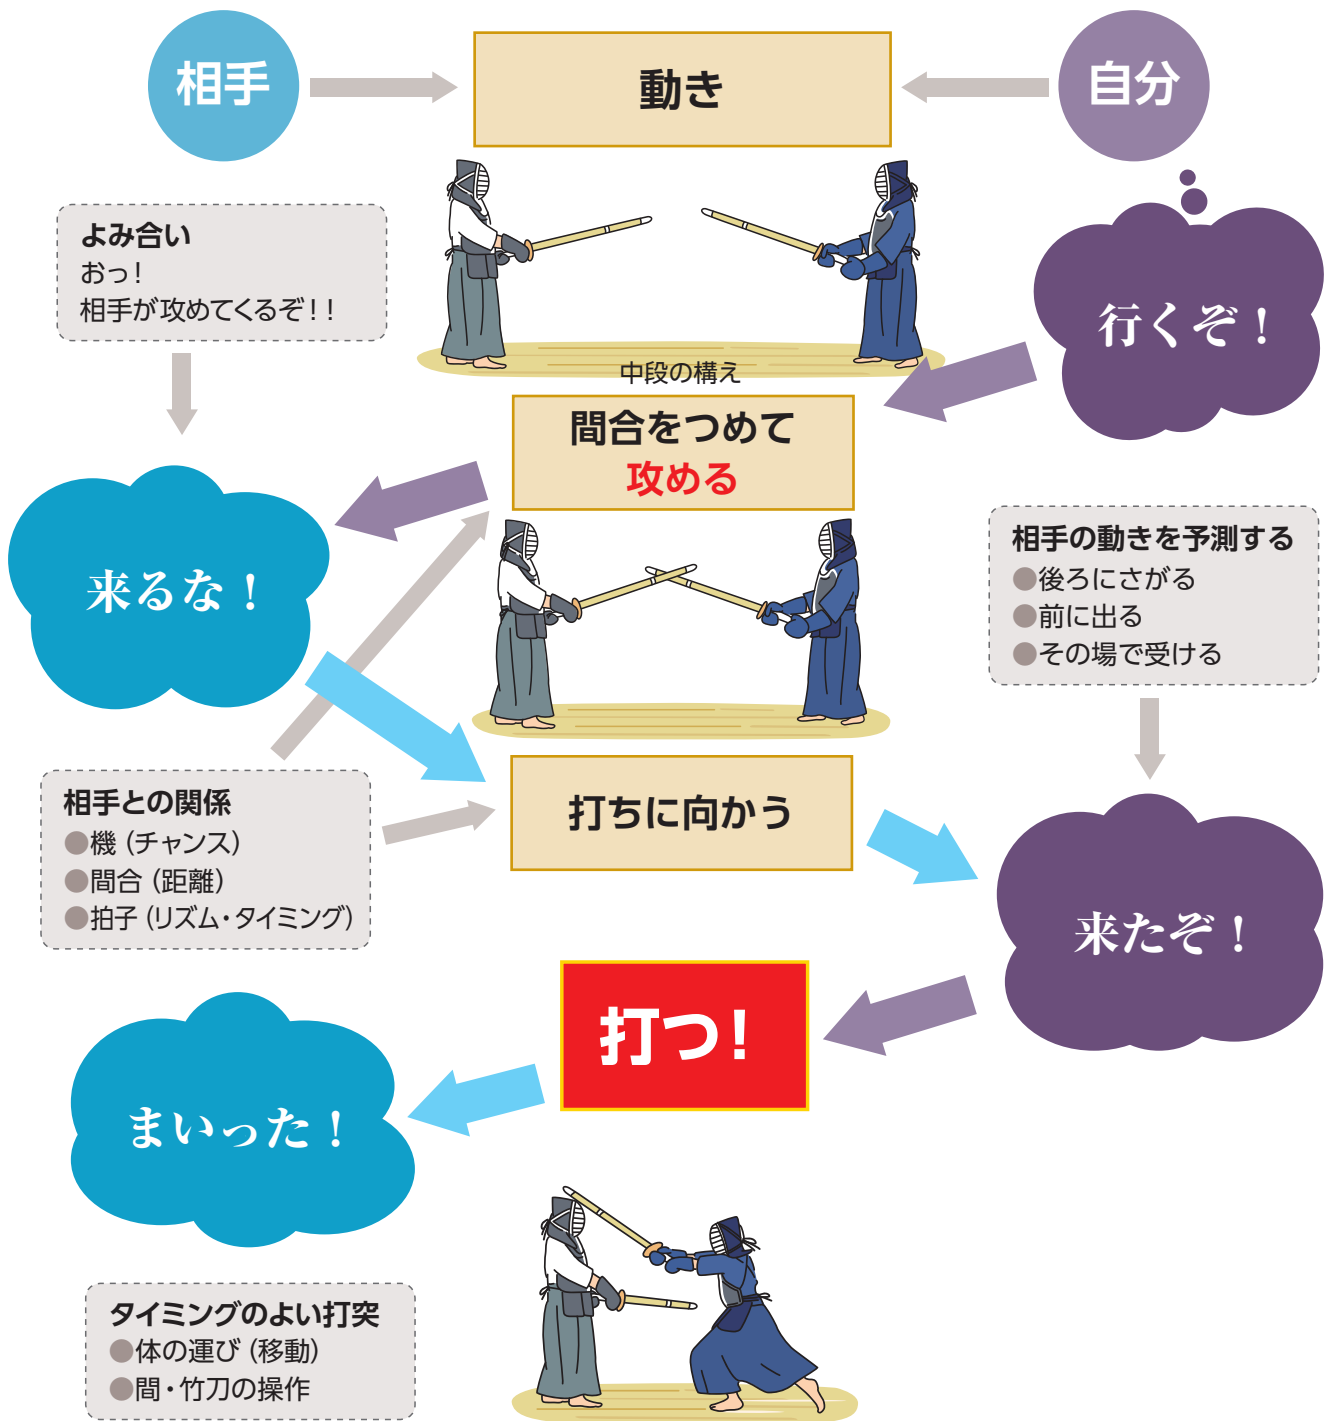 相手
動き
自分
よみ合い
おっ！
相手が攻めてくるぞ！！
行くぞ！
中段の構え
間合をつめて
攻める
来るな！
相手の動きを予測する
●後ろにさがる
●前に出る
●その場で受ける
相手との関係
●機（チャンス）
●間合（距離）
●拍子（リズム・タイミング）
打ちに向かう
来たぞ！
打つ！
まいった！
タイミングのよい打突
●体の運び（移動）
●間・竹刀の操作